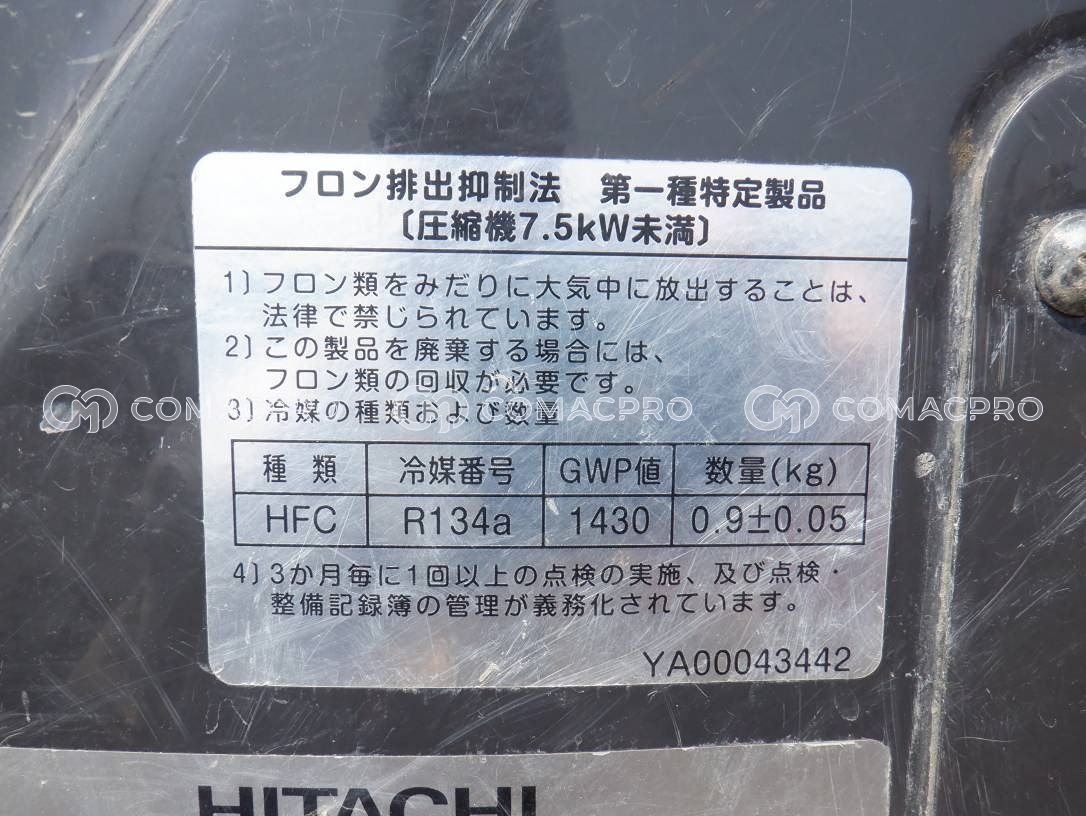 フロン排出抑制法　第一種特定製品
〔圧縮機7.5kW未満〕
1）フロン類をみだりに大気中に放出することは、
法律で禁じられています。
2）この製品を廃棄する場合には、
フロン類の回収が必要です。
3）冷媒の種類および数量
COMACPRO COMACPRO COMACPRO
種類 冷媒番号 GWP値 数量(kg)
HFC R134a 1430 0.9±0.05
4）3か月毎に1回以上の点検の実施、及び点検・
整備記録簿の管理が義務化されています。
YA00043442
HITACHI